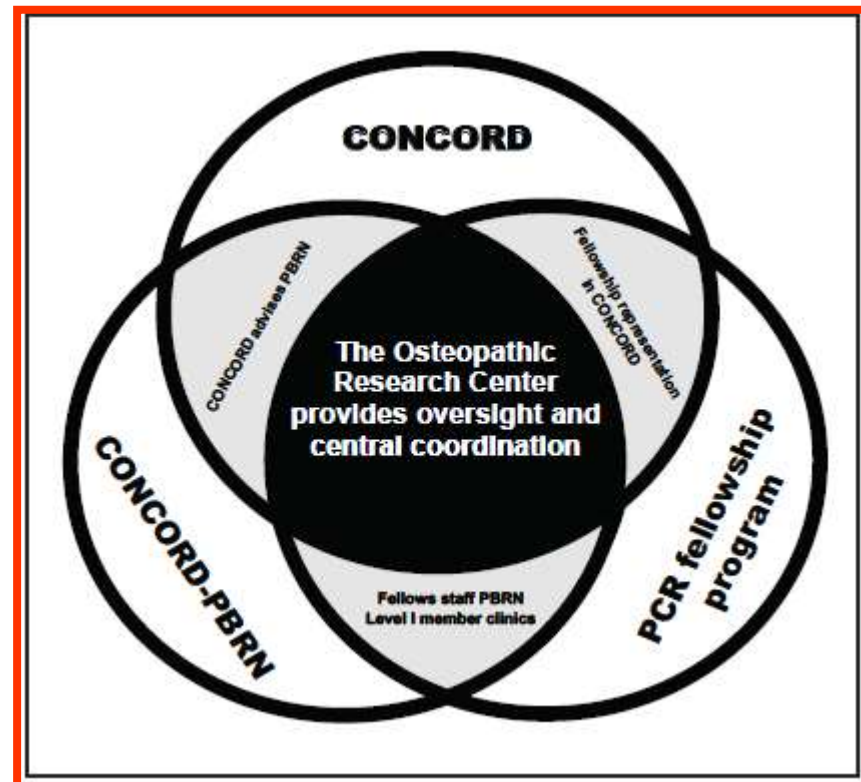 CONCORD
CONCORD advises PBRN
Fellowship representation
in CONCORD
The Osteopathic
Research Center
provides oversight and
central coordination
CONCORD-PBRN
PCR fellowship
program
Fellows staff PBRN
Level I member clinics